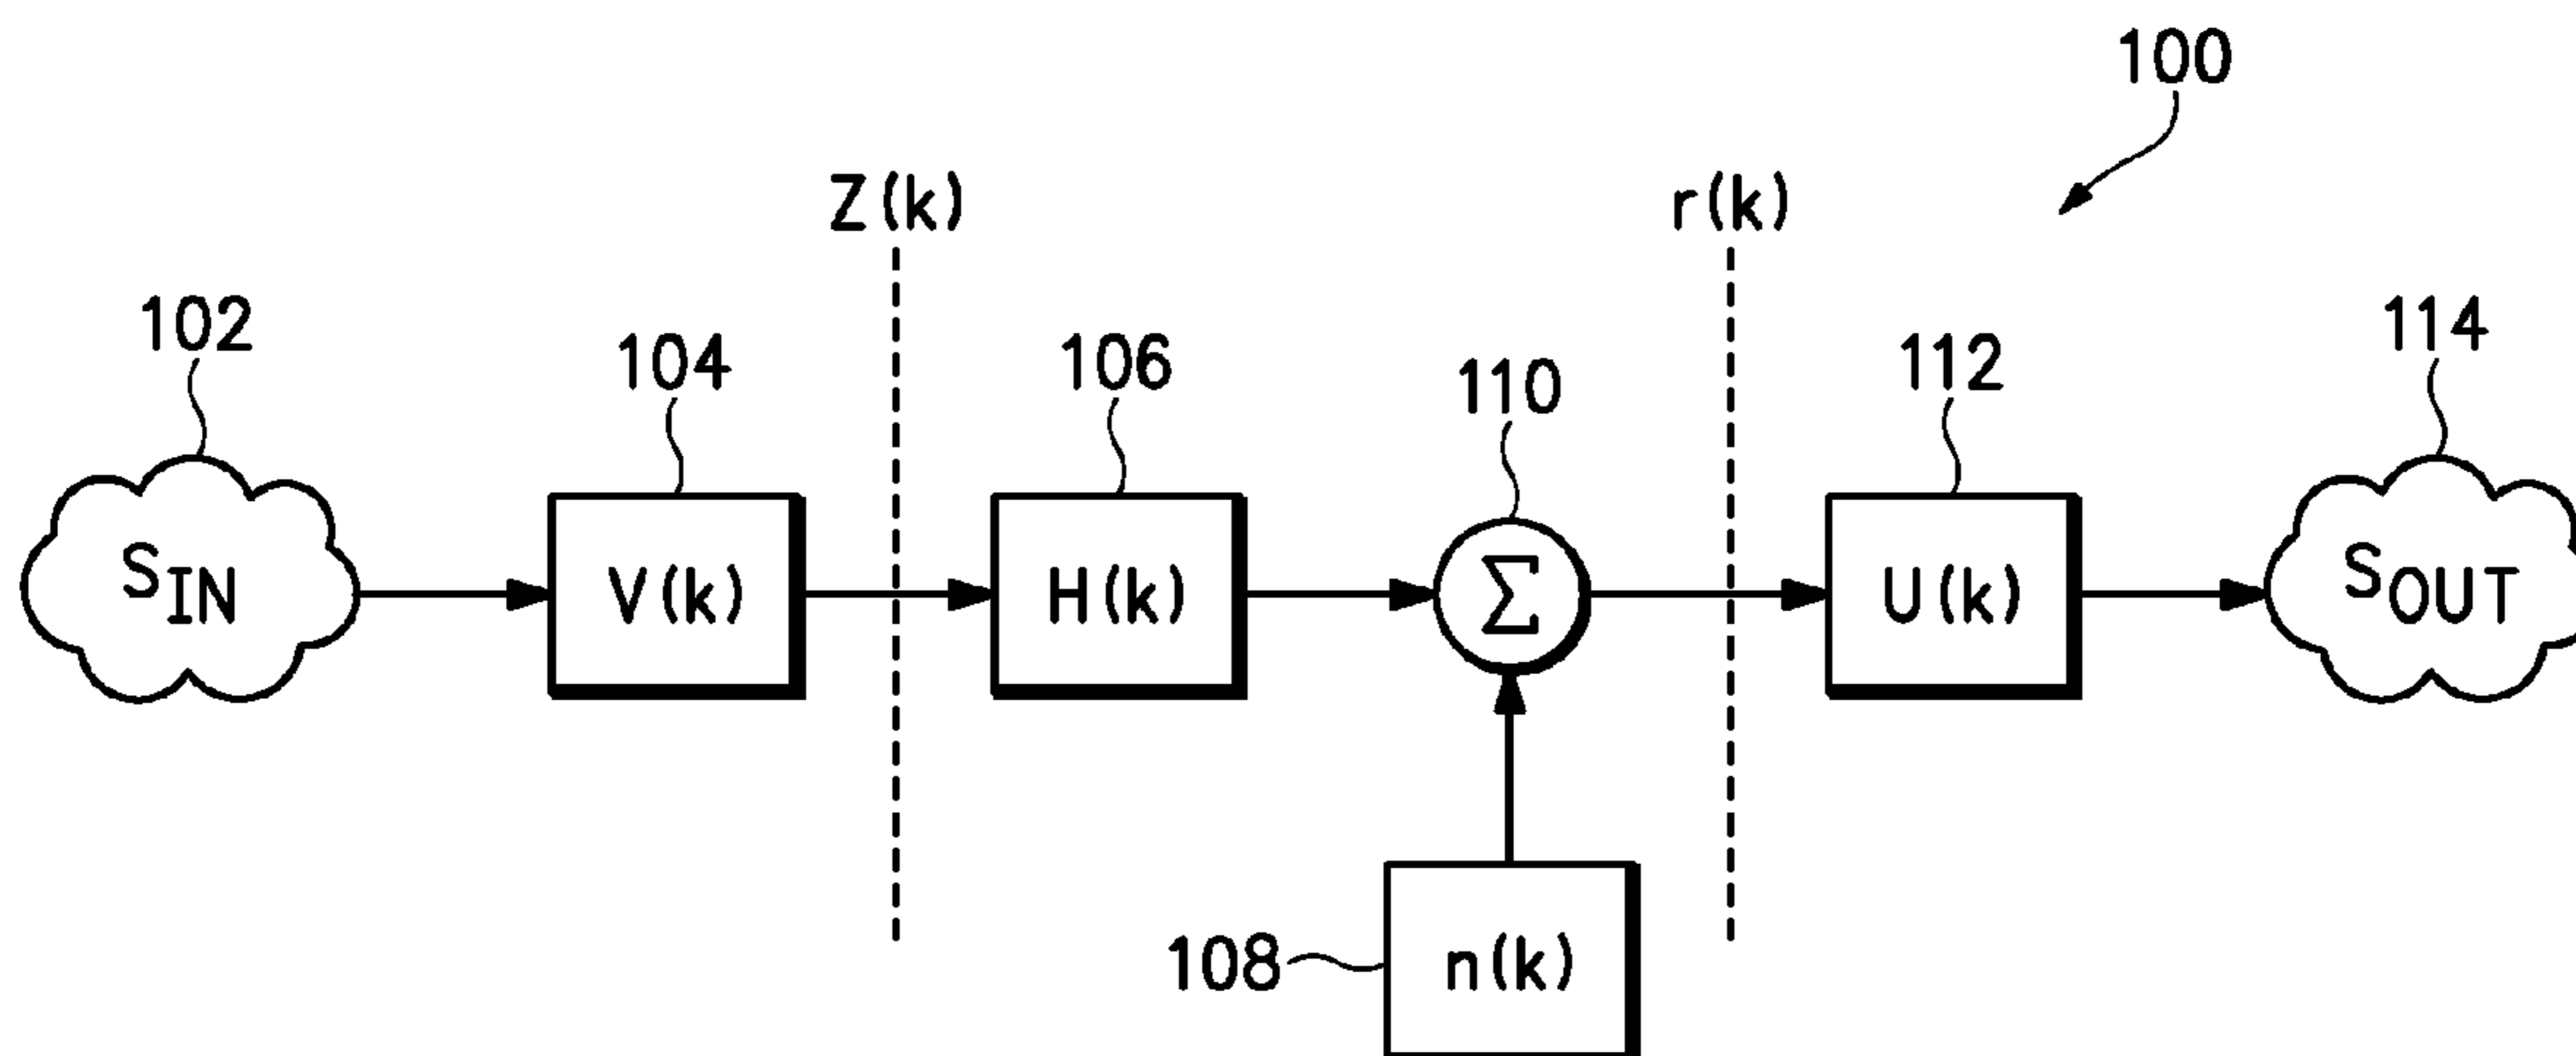 100
Z(k)
r(k)
102
104
106
110
112
114
SIN
V(k)
H(k)
Σ
U(k)
SOUT
108
n(k)